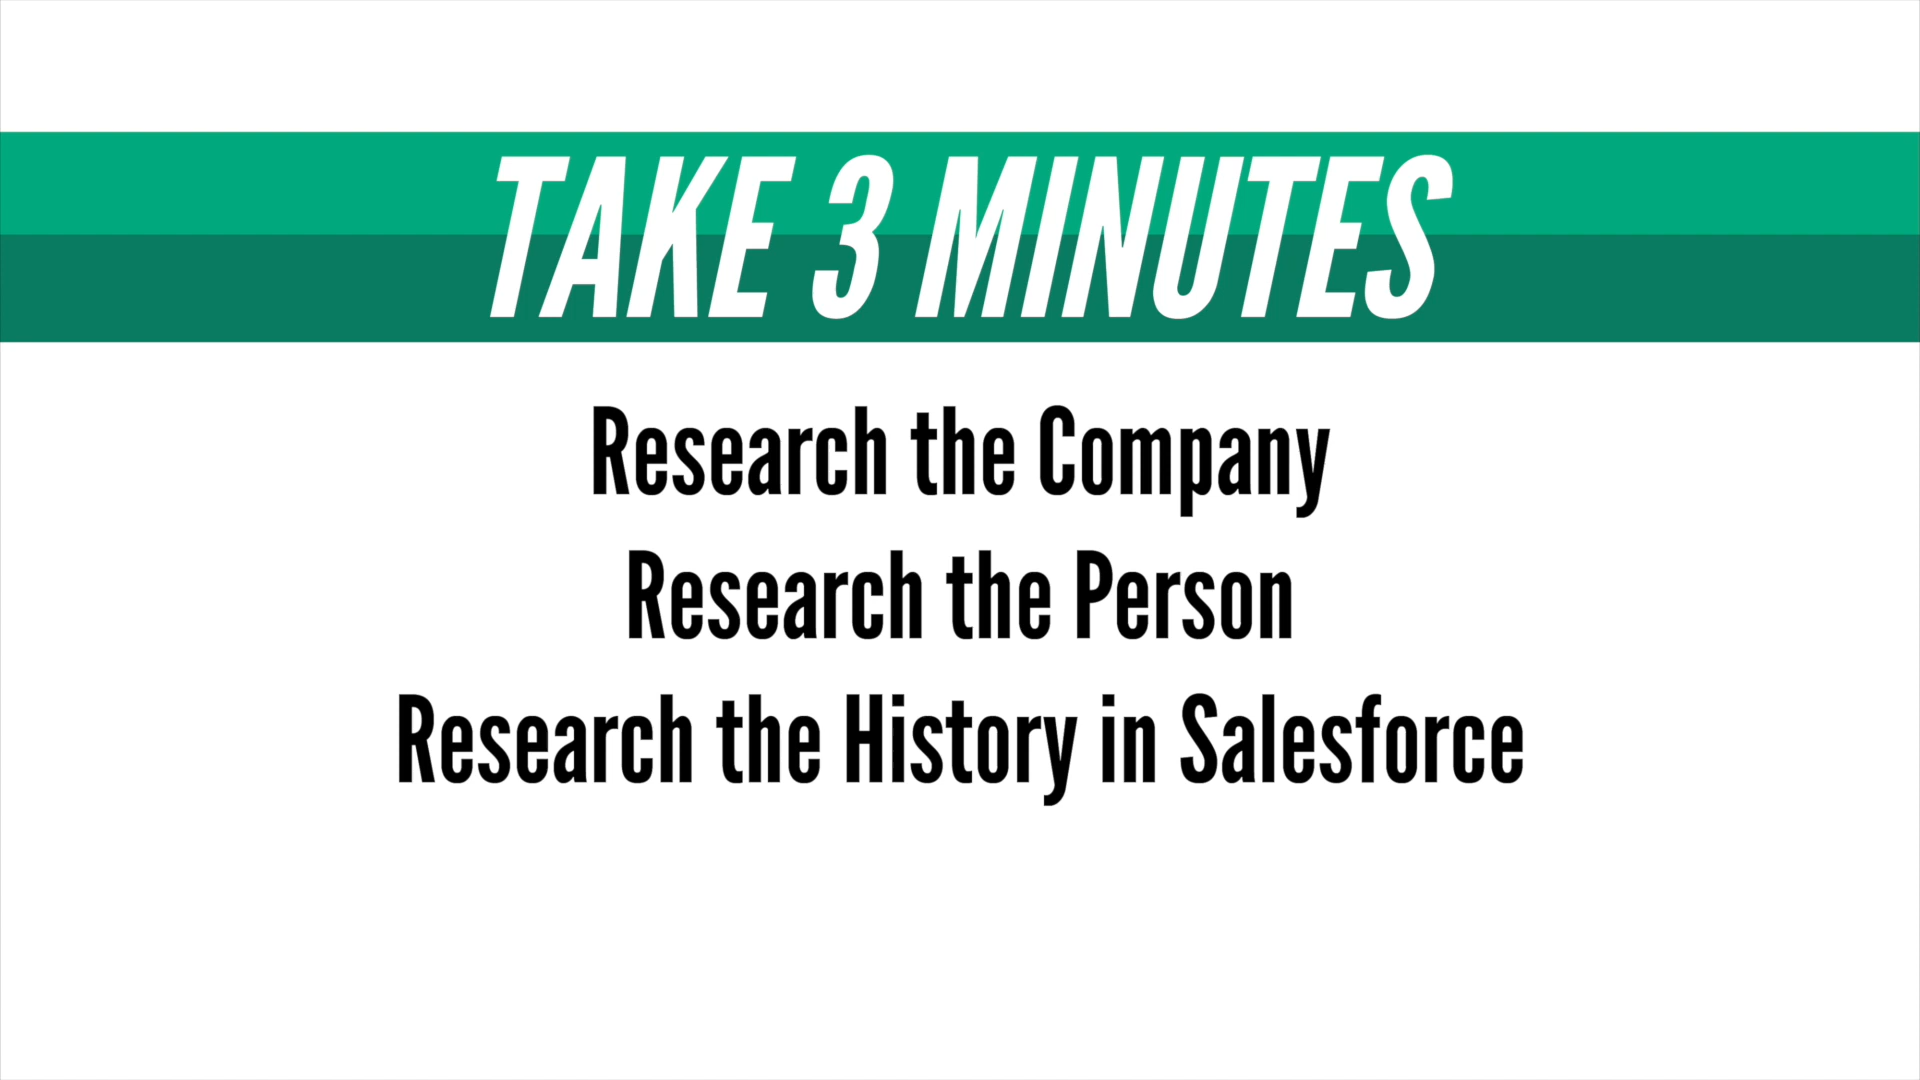 TAKE 3 MINUTES
Research the Company
Research the Person
Research the History in Salesforce